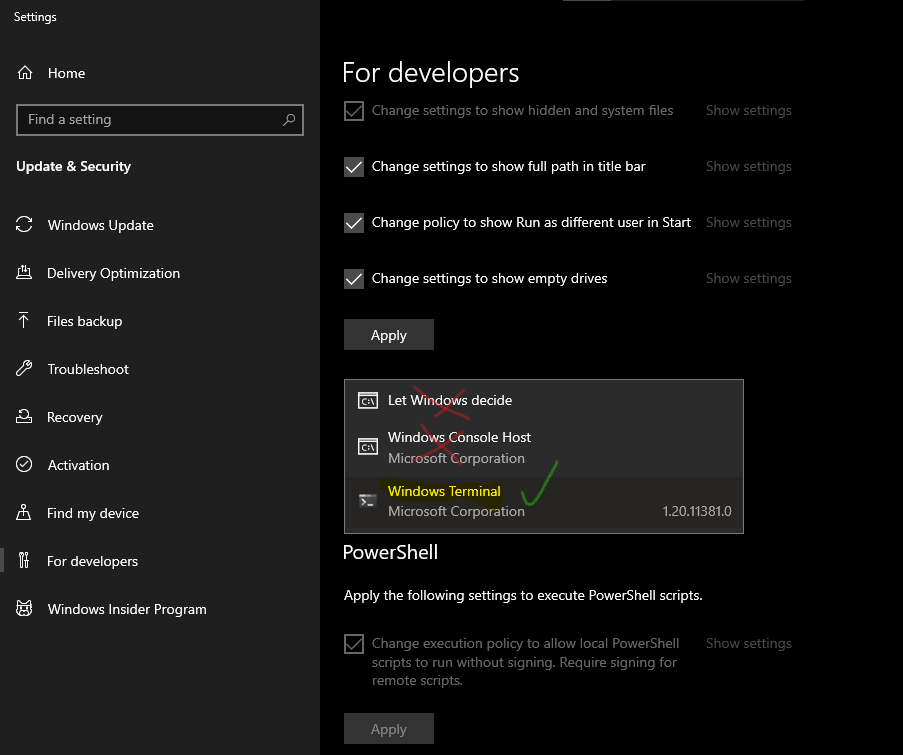 Settings
Home
Find a setting
Update & Security
Windows Update
Delivery Optimization
Files backup
Troubleshoot
Recovery
Activation
Find my device
For developers
Windows Insider Program
For developers
Change settings to show hidden and system files Show settings
Change settings to show full path in title bar Show settings
Change policy to show Run as different user in Start Show settings
Change settings to show empty drives Show settings
Apply
Let Windows decide
Windows Console Host
Microsoft Corporation
Windows Terminal
Microsoft Corporation 1.20.11381.0
PowerShell
Apply the following settings to execute PowerShell scripts.
Change execution policy to allow local PowerShell Show settings
scripts to run without signing. Require signing for
remote scripts.
Apply